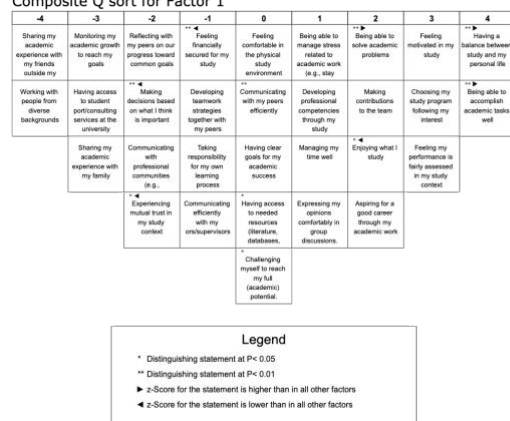 Composite Q sort for Factor 1
-4 -3 -2 -1 0 1 2 3 4
Sharing my
academic
experience with
my friends
outside my
Monitoring my
academic growth
to reach my
goals
Reflecting with
my peers on our
progress toward
common goals
** ◄
Feeling
financially
secured for my
study
Feeling
comfortable in
the physical
study
environment
Being able to
manage stress
related to
academic work
(e.g., stay
** ►
Being able to
solve academic
problems
Feeling
motivated in my
study
** ►
Having a
balance between
study and my
personal life
Working with
people from
diverse
backgrounds
Having access
to student
port/consulting
services at the
university
** ◄
Making
decisions based
on what I think
is important
Developing
teamwork
strategies
together with
my peers
**
Communicating
with my peers
efficiently
Developing
professional
competencies
through my
study
Making
contributions
to the team
Choosing my
study program
following my
interest
** ►
Being able to
accomplish
academic tasks
well
Sharing my
academic
experience with
my family
Communicating
with
professional
communities
(e.g.,
Taking
responsibility
for my own
learning
process
Having clear
goals for my
academic
success
Managing my
time well
* ◄
Enjoying what I
study
Feeling my
performance is
fairly assessed
in my study
context
* ◄
Experiencing
mutual trust in
my study
context
Communicating
efficiently
with my
ors/supervisors
*
Having access
to needed
resources
(literature,
databases,
Expressing my
opinions
comfortably in
group
discussions.
Aspiring for a
good career
through my
academic work
*
Challenging
myself to reach
my full
(academic)
potential.
Legend
* Distinguishing statement at P< 0.05
** Distinguishing statement at P< 0.01
► z-Score for the statement is higher than in all other factors
◄ z-Score for the statement is lower than in all other factors